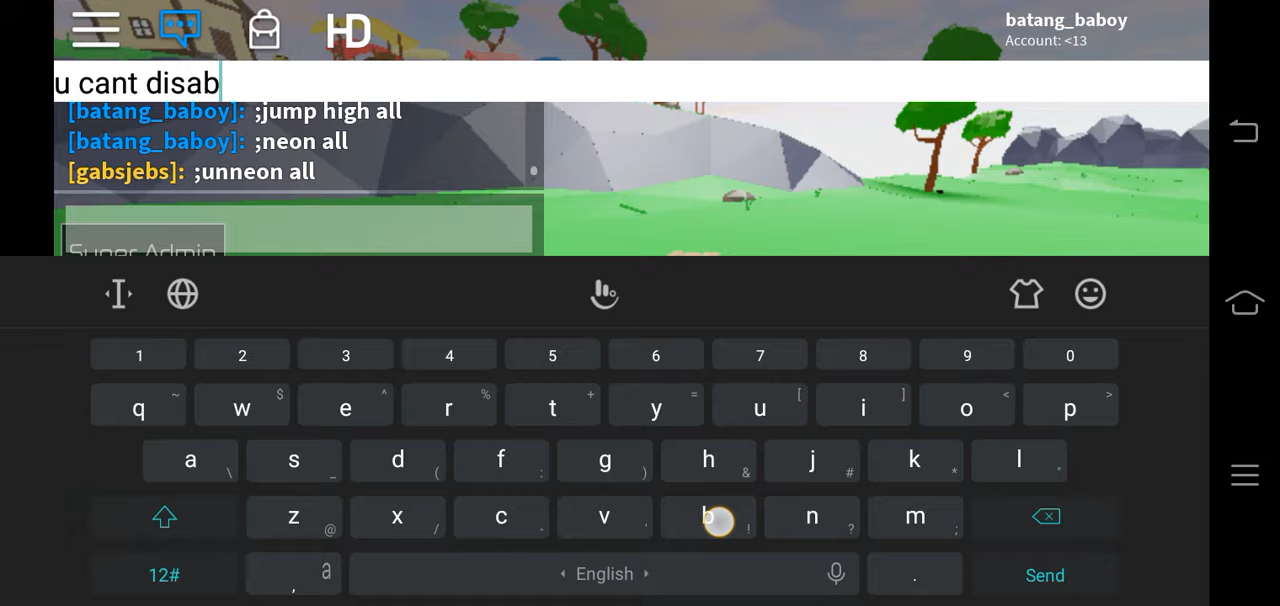 HD
batang_baboy
Account: <13
u cant disab
[batang_baboy]: ;jump high all
[batang_baboy]: ;neon all
[gabsjebs]: ;unneon all
Super Admin
1 2 3 4 5 6 7 8 9 0
q ~ w $ e ^ r % t + y = u [ i ] o < p >
a \ s _ d ( f : g ) h & j # k * l "
z @ x / c - v ' b ! n ? m ;
12# , á English . Send